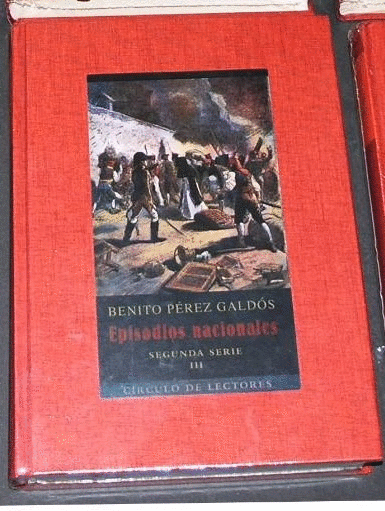 BENITO PÉREZ GALDÓS
Episodios nacionales
SEGUNDA SERIE
III
CÍRCULO DE LECTORES